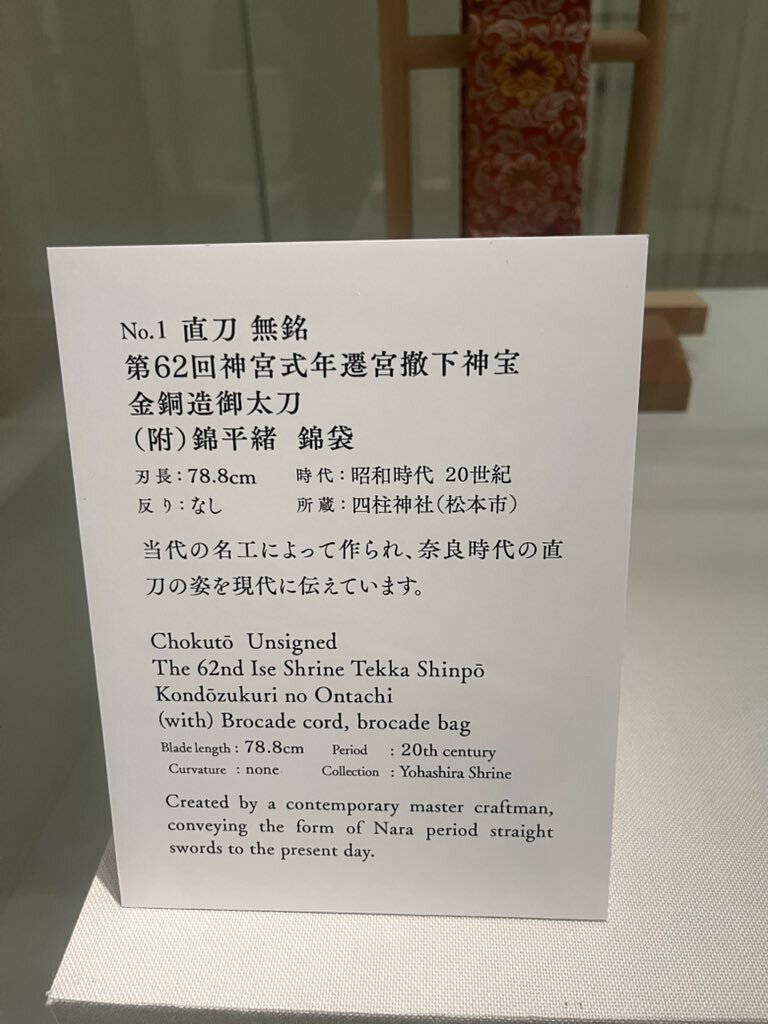 No.1 直刀 無銘
第62回神宮式年遷宮撤下神宝
金銅造御太刀
（附）錦平緒 錦袋
刃長：78.8cm 時代：昭和時代 20世紀
反り：なし 所蔵：四柱神社（松本市）
当代の名工によって作られ、奈良時代の直
刀の姿を現代に伝えています。
Chokutō Unsigned
The 62nd Ise Shrine Tekka Shinpō
Kondōzukuri no Ontachi
(with) Brocade cord, brocade bag
Blade length : 78.8cm Period : 20th century
Curvature : none Collection : Yohashira Shrine
Created by a contemporary master craftman,
conveying the form of Nara period straight
swords to the present day.